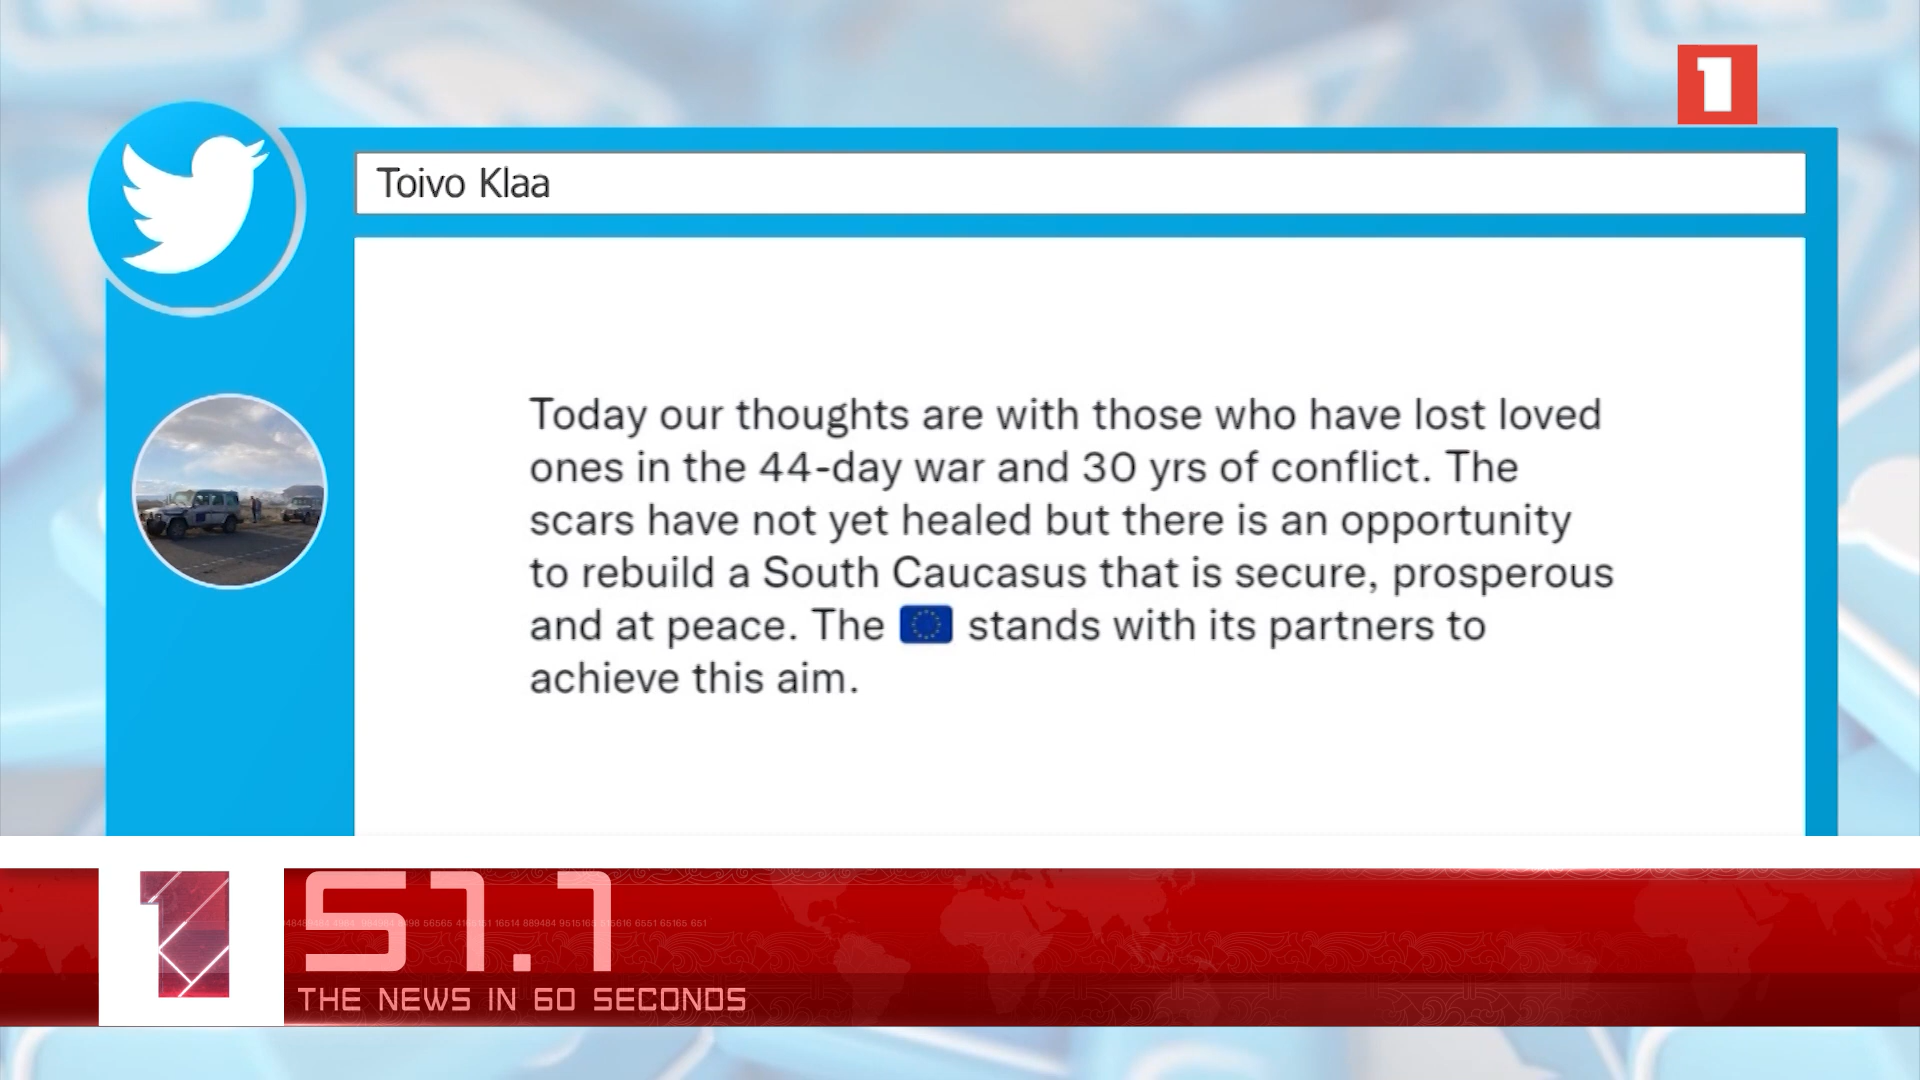 1
Toivo Klaa
Today our thoughts are with those who have lost loved
ones in the 44-day war and 30 yrs of conflict. The
scars have not yet healed but there is an opportunity
to rebuild a South Caucasus that is secure, prosperous
and at peace. The 🇪🇺 stands with its partners to
achieve this aim.
1
51.1
THE NEWS IN 60 SECONDS